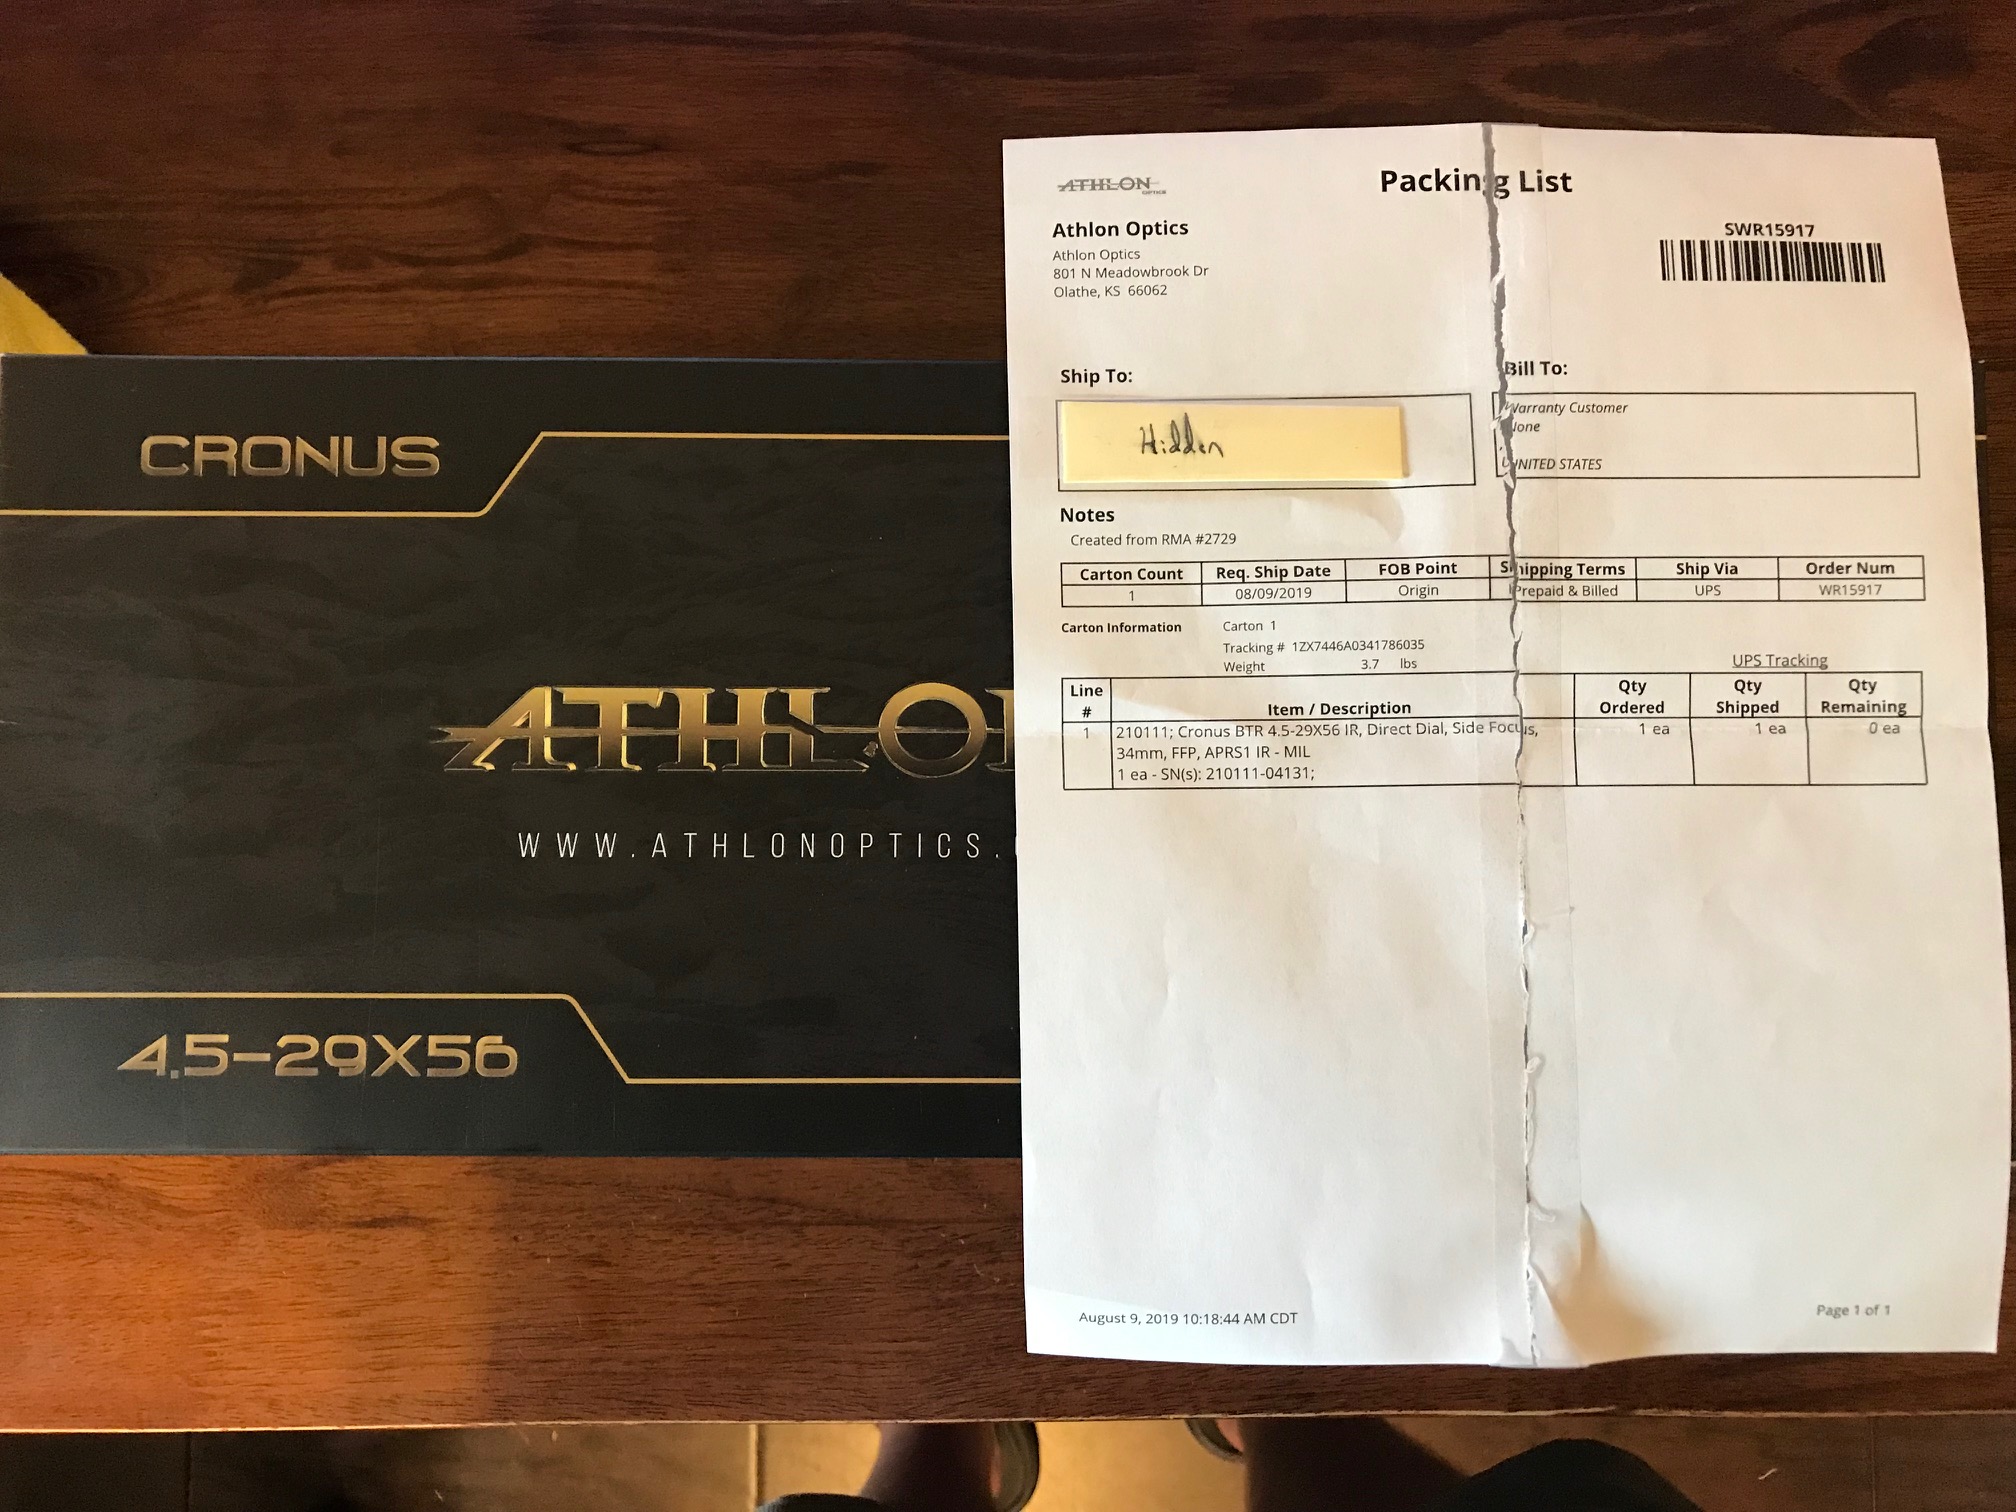 CRONUS
ATHLO
WWW.ATHLONOPTICS.
4.5-29X56
ATHLON
OPTICS
Packing List
Athlon Optics
Athlon Optics
801 N Meadowbrook Dr
Olathe, KS 66062
SWR15917
Ship To:
Hidden
Bill To:
Warranty Customer
None
UNITED STATES
Notes
Created from RMA #2729
Carton Count Req. Ship Date FOB Point Shipping Terms Ship Via Order Num
1 08/09/2019 Origin Prepaid & Billed UPS WR15917
Carton Information Carton 1
Tracking # 1ZX7446A0341786035
Weight 3.7 lbs
UPS Tracking
Line # Item / Description Qty Ordered Qty Shipped Qty Remaining
1 210111; Cronus BTR 4.5-29X56 IR, Direct Dial, Side Focus, 1 ea 1 ea 0 ea
34mm, FFP, APRS1 IR - MIL
1 ea - SN(s): 210111-04131;
August 9, 2019 10:18:44 AM CDT
Page 1 of 1